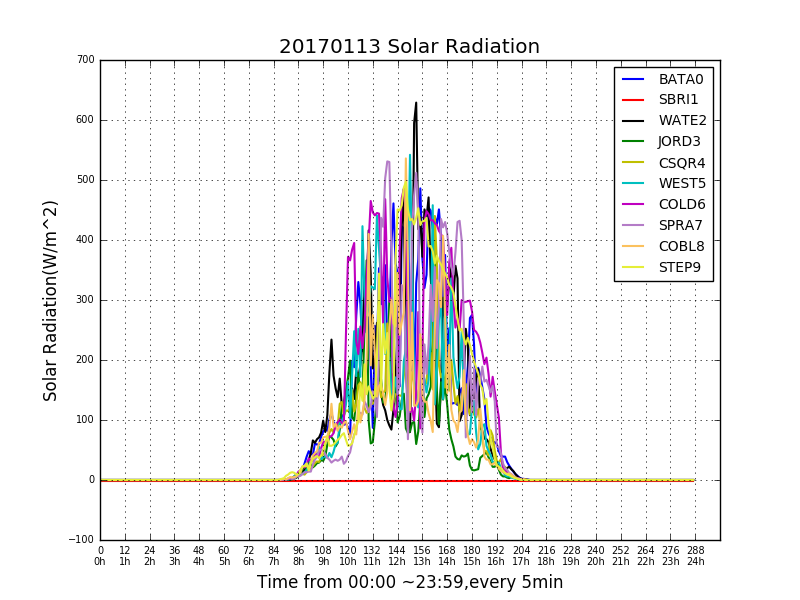 20170113 Solar Radiation
700
600
500
400
300
200
100
0
−100
Solar Radiation(W/m^2)
BATA0
SBRI1
WATE2
JORD3
CSQR4
WEST5
COLD6
SPRA7
COBL8
STEP9
0 12 24 36 48 60 72 84 96 108 120 132 144 156 168 180 192 204 216 228 240 252 264 276 288
0h 1h 2h 3h 4h 5h 6h 7h 8h 9h 10h 11h 12h 13h 14h 15h 16h 17h 18h 19h 20h 21h 22h 23h 24h
Time from 00:00 ~23:59,every 5min